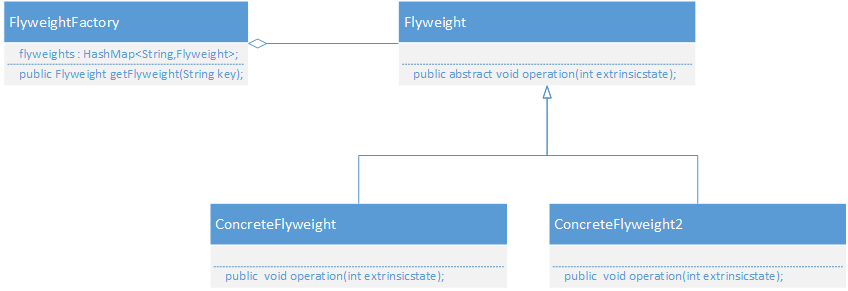 FlyweightFactory
flyweights : HashMap<String,Flyweight>;
public Flyweight getFlyweight(String key);
Flyweight
public abstract void operation(int extrinsicstate);
ConcreteFlyweight
public  void operation(int extrinsicstate);
ConcreteFlyweight2
public  void operation(int extrinsicstate);